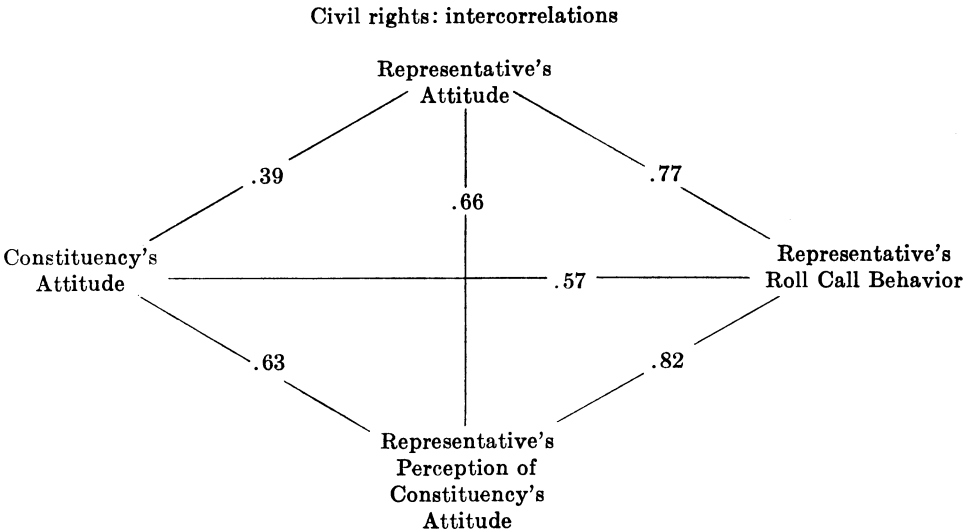 Civil rights: intercorrelations
Representative's
Attitude
.39
.77
.66
Constituency's
Attitude
Representative's
Roll Call Behavior
.57
.63
.82
Representative's
Perception of
Constituency's
Attitude